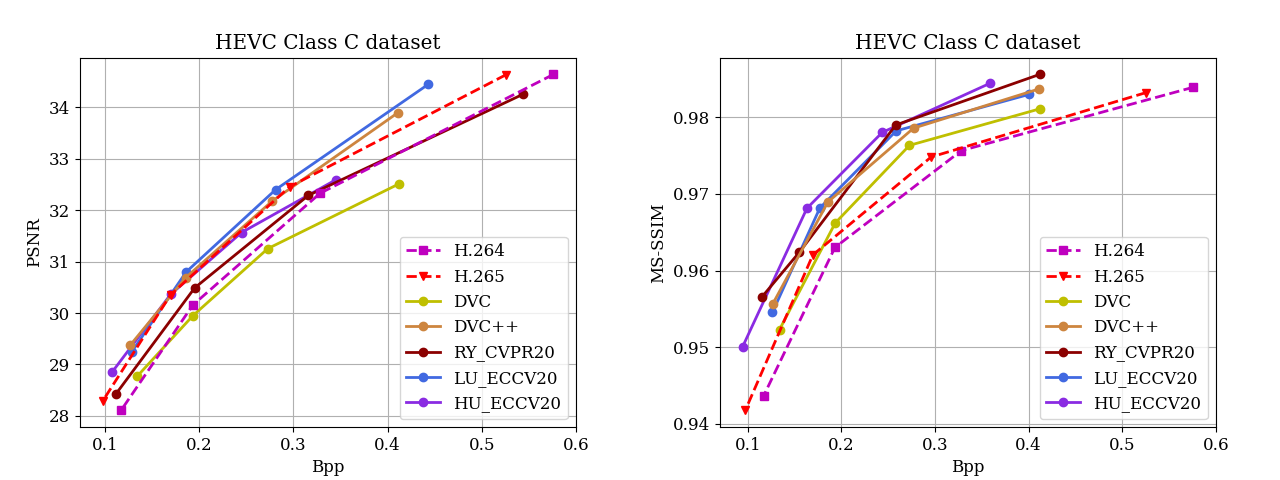 HEVC Class C dataset
PSNR
34
33
32
31
30
29
28
0.1 0.2 0.3 0.4 0.5 0.6
Bpp
H.264
H.265
DVC
DVC++
RY_CVPR20
LU_ECCV20
HU_ECCV20
HEVC Class C dataset
MS-SSIM
0.98
0.97
0.96
0.95
0.94
0.1 0.2 0.3 0.4 0.5 0.6
Bpp
H.264
H.265
DVC
DVC++
RY_CVPR20
LU_ECCV20
HU_ECCV20